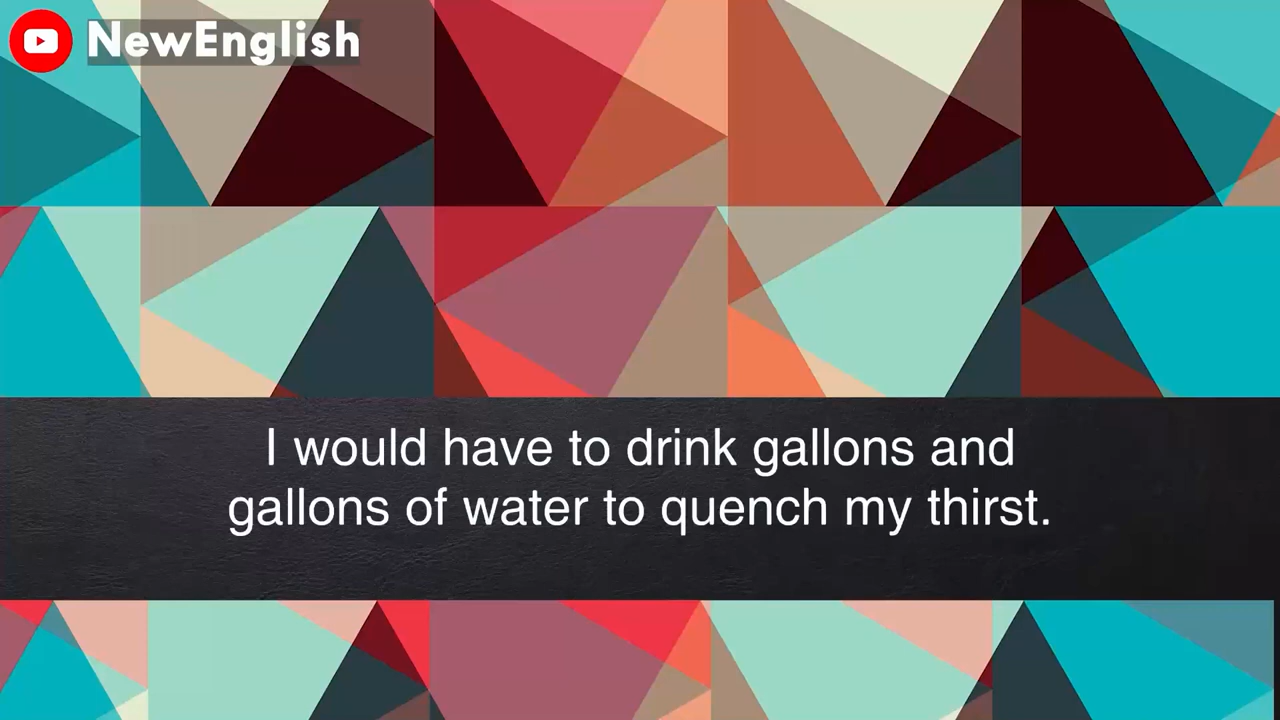 NewEnglish
I would have to drink gallons and
gallons of water to quench my thirst.